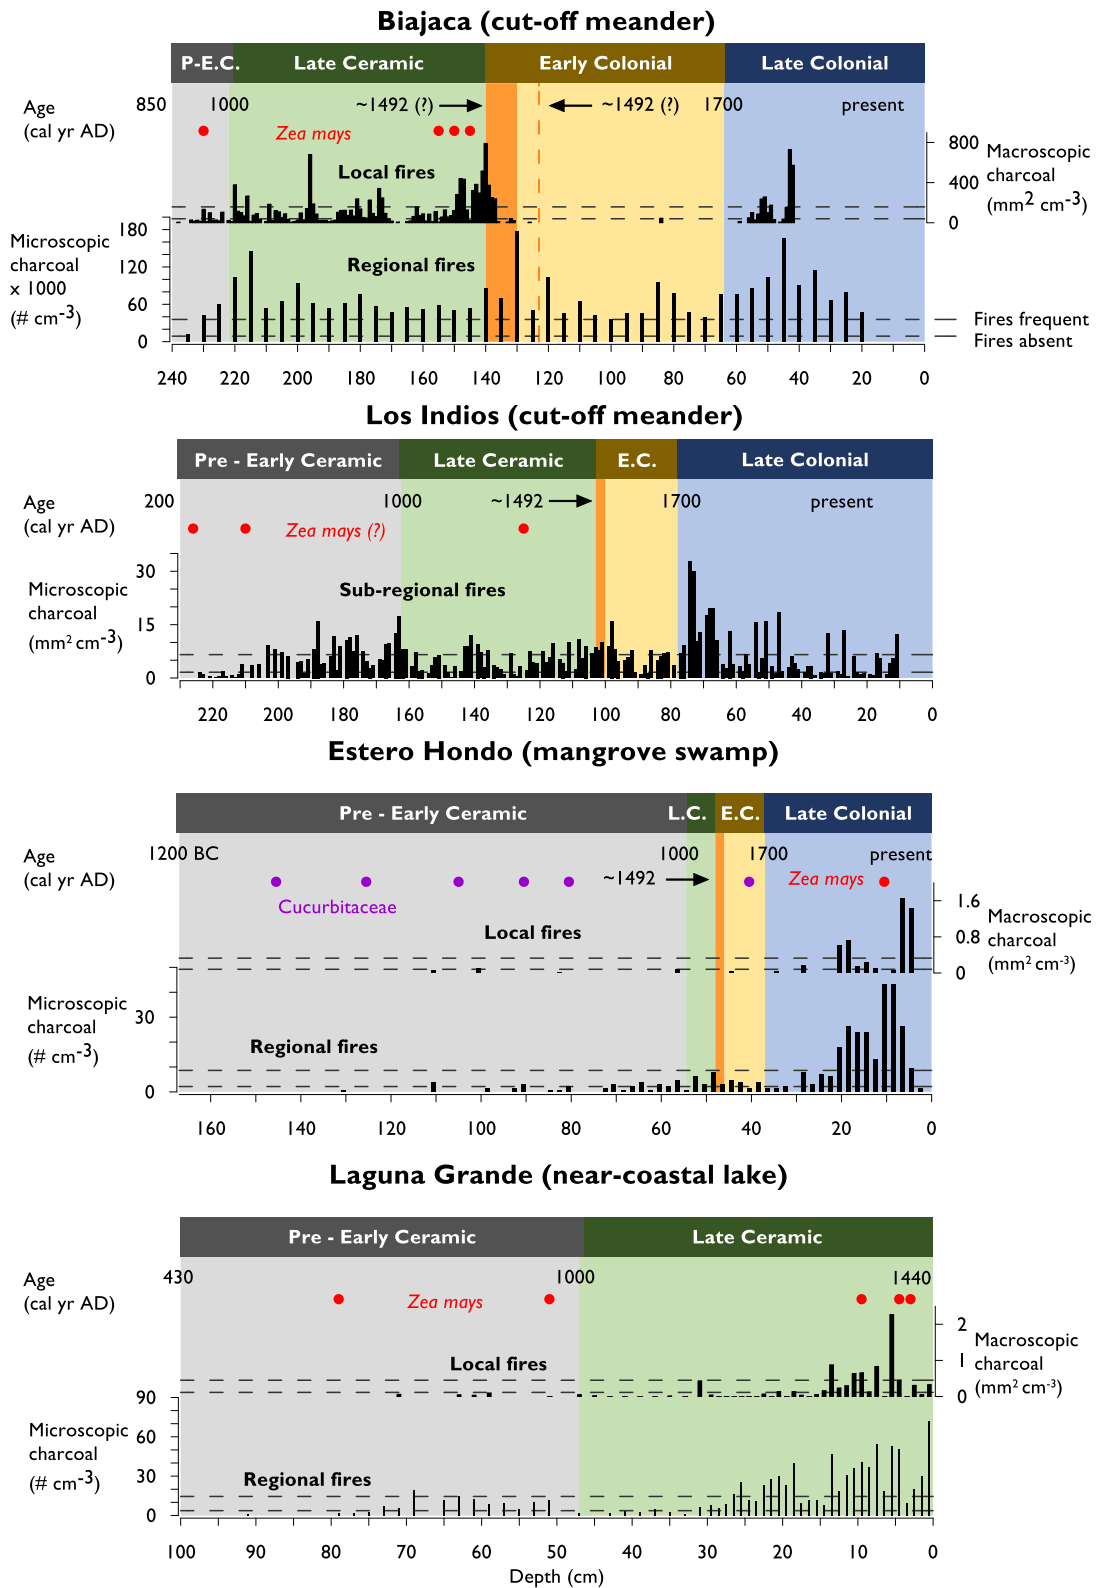 Biajaca (cut-off meander)
P-E.C. Late Ceramic Early Colonial Late Colonial
Age
(cal yr AD)
850 1000 ~1492 (?) ~1492 (?) 1700 present
Zea mays
Local fires
800
400
0
Macroscopic
charcoal
(mm2 cm-3)
Microscopic
charcoal
x 1000
(# cm-3)
180
120
60
0
Regional fires
Fires frequent
Fires absent
240 220 200 180 160 140 120 100 80 60 40 20 0
Los Indios (cut-off meander)
Pre - Early Ceramic Late Ceramic E.C. Late Colonial
Age
(cal yr AD)
200 1000 ~1492 1700 present
Zea mays (?)
Microscopic
charcoal
(mm2 cm-3)
30
15
0
Sub-regional fires
220 200 180 160 140 120 100 80 60 40 20 0
Estero Hondo (mangrove swamp)
Pre - Early Ceramic L.C. E.C. Late Colonial
Age
(cal yr AD)
1200 BC 1000 1700 present
~1492
Zea mays
Cucurbitaceae
Local fires
1.6
0.8
0
Macroscopic
charcoal
(mm2 cm-3)
Microscopic
charcoal
(# cm-3)
30
0
Regional fires
160 140 120 100 80 60 40 20 0
Laguna Grande (near-coastal lake)
Pre - Early Ceramic Late Ceramic
Age
(cal yr AD)
430 1000 1440
Zea mays
Local fires
2
1
0
Macroscopic
charcoal
(mm2 cm-3)
Microscopic
charcoal
(# cm-3)
90
60
30
0
Regional fires
100 90 80 70 60 50 40 30 20 10 0
Depth (cm)